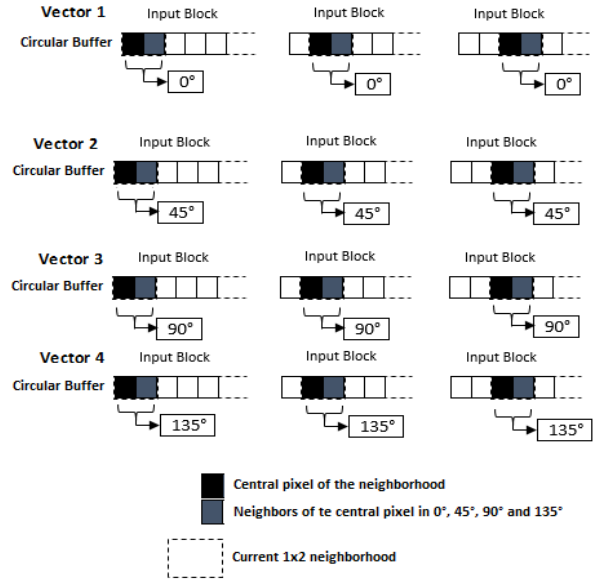 Vector 1
Input Block Input Block Input Block
Circular Buffer
0° 0° 0°
Vector 2
Input Block Input Block Input Block
Circular Buffer
45° 45° 45°
Vector 3
Input Block Input Block Input Block
Circular Buffer
90° 90° 90°
Vector 4 Input Block Input Block Input Block
Circular Buffer
135° 135° 135°
Central pixel of the neighborhood
Neighbors of te central pixel in 0°, 45°, 90° and 135°
Current 1x2 neighborhood